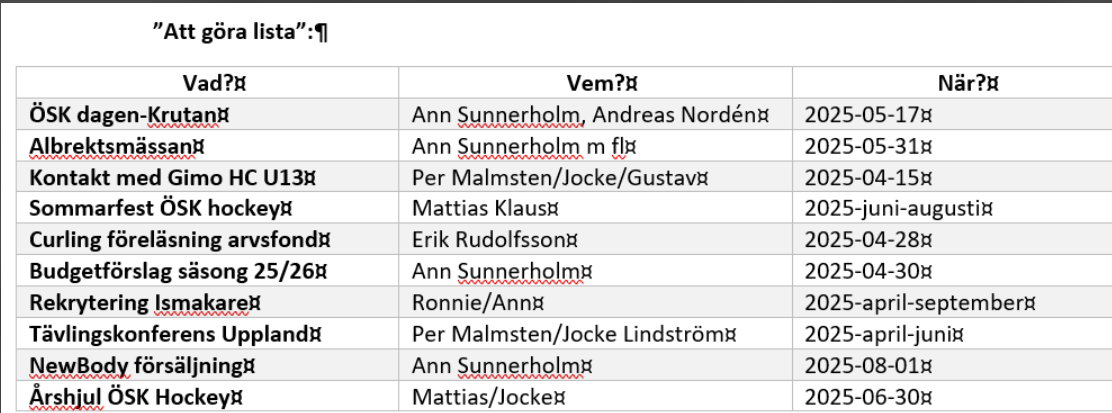 ”Att göra lista”:¶
Vad?¤ Vem?¤ När?¤
ÖSK dagen-Krutan¤ Ann Sunnerholm, Andreas Nordén¤ 2025-05-17¤
Albrektsmässan¤ Ann Sunnerholm m fl¤ 2025-05-31¤
Kontakt med Gimo HC U13¤ Per Malmsten/Jocke/Gustav¤ 2025-04-15¤
Sommarfest ÖSK hockey¤ Mattias Klaus¤ 2025-juni-augusti¤
Curling föreläsning arvsfond¤ Erik Rudolfsson¤ 2025-04-28¤
Budgetförslag säsong 25/26¤ Ann Sunnerholm¤ 2025-04-30¤
Rekrytering Ismakare¤ Ronnie/Ann¤ 2025-april-september¤
Tävlingskonferens Uppland¤ Per Malmsten/Jocke Lindström¤ 2025-april-juni¤
NewBody försäljning¤ Ann Sunnerholm¤ 2025-08-01¤
Årshjul ÖSK Hockey¤ Mattias/Jocke¤ 2025-06-30¤